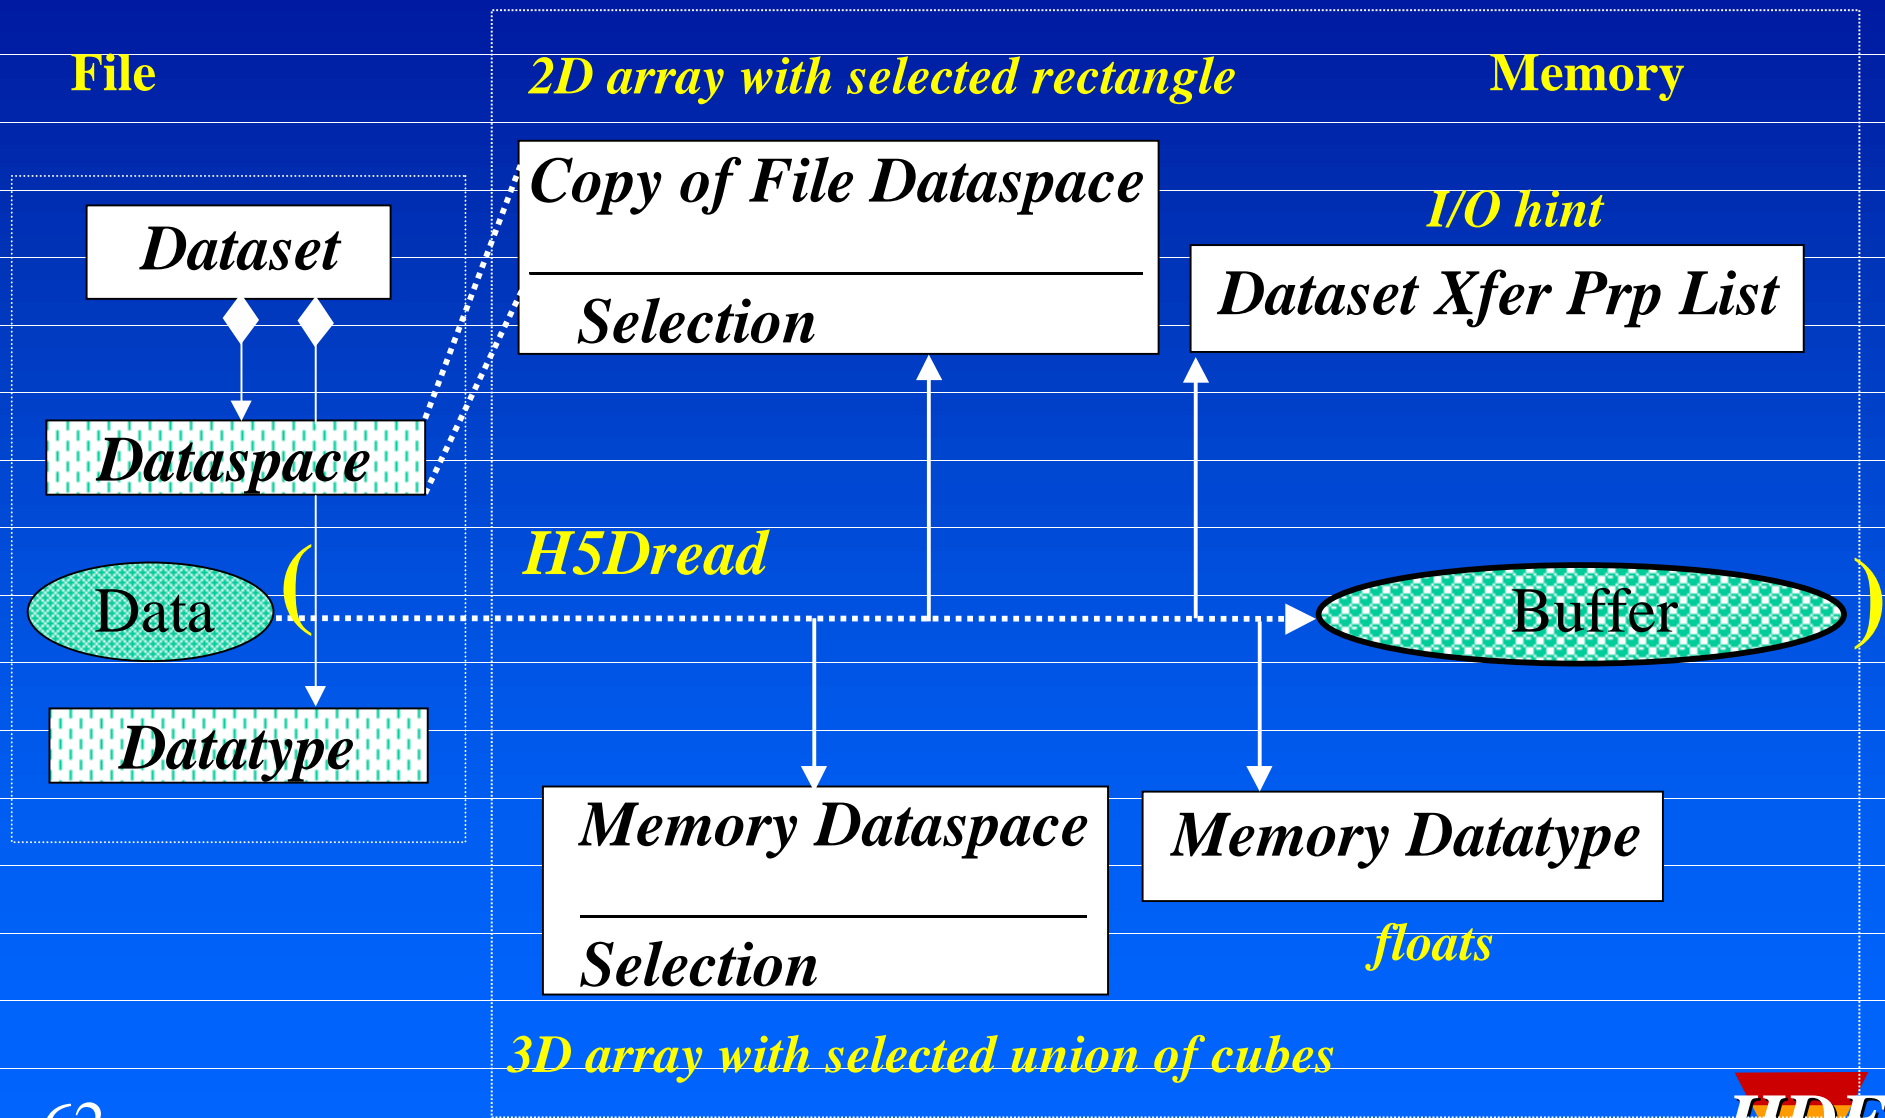 File
2D array with selected rectangle
Memory
Copy of File Dataspace
Selection
I/O hint
Dataset Xfer Prp List
Dataset
Dataspace
H5Dread
Data
(
Buffer
)
Datatype
Memory Dataspace
Selection
Memory Datatype
floats
3D array with selected union of cubes
HDF